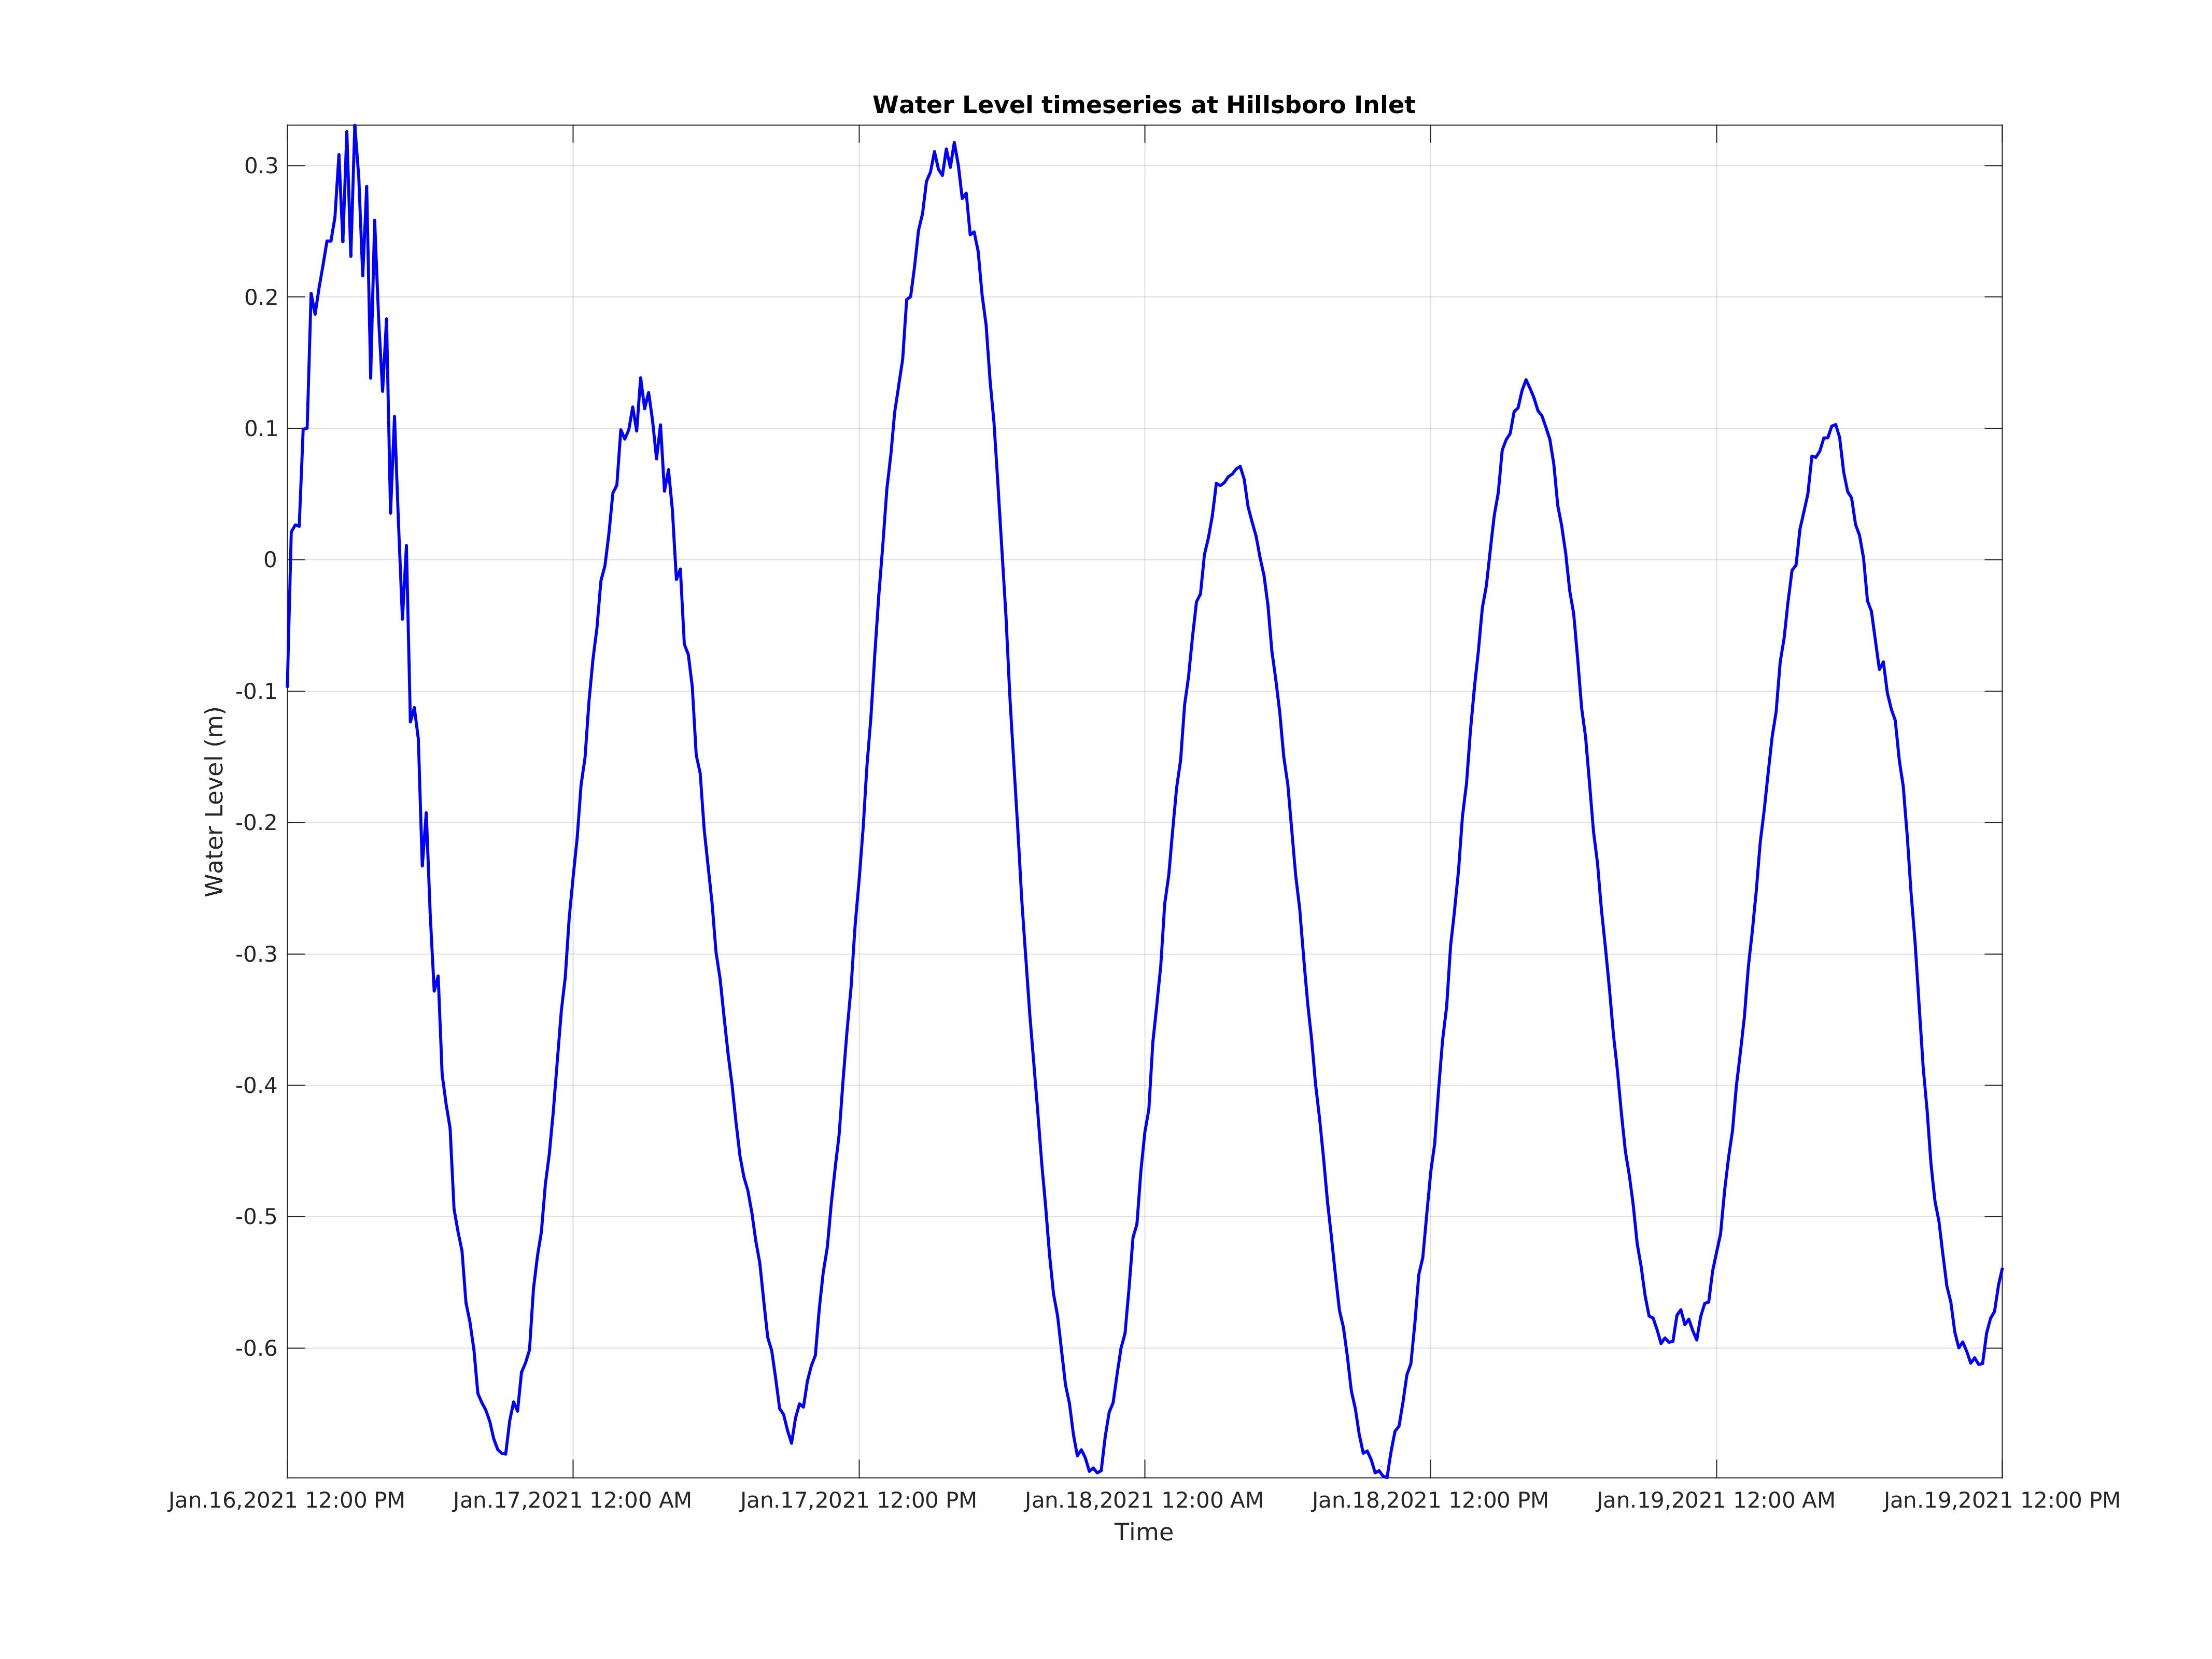 Water Level timeseries at Hillsboro Inlet
0.3
0.2
0.1
0
-0.1
-0.2
-0.3
-0.4
-0.5
-0.6
Water Level (m)
Jan.16,2021 12:00 PM
Jan.17,2021 12:00 AM
Jan.17,2021 12:00 PM
Jan.18,2021 12:00 AM
Jan.18,2021 12:00 PM
Jan.19,2021 12:00 AM
Jan.19,2021 12:00 PM
Time